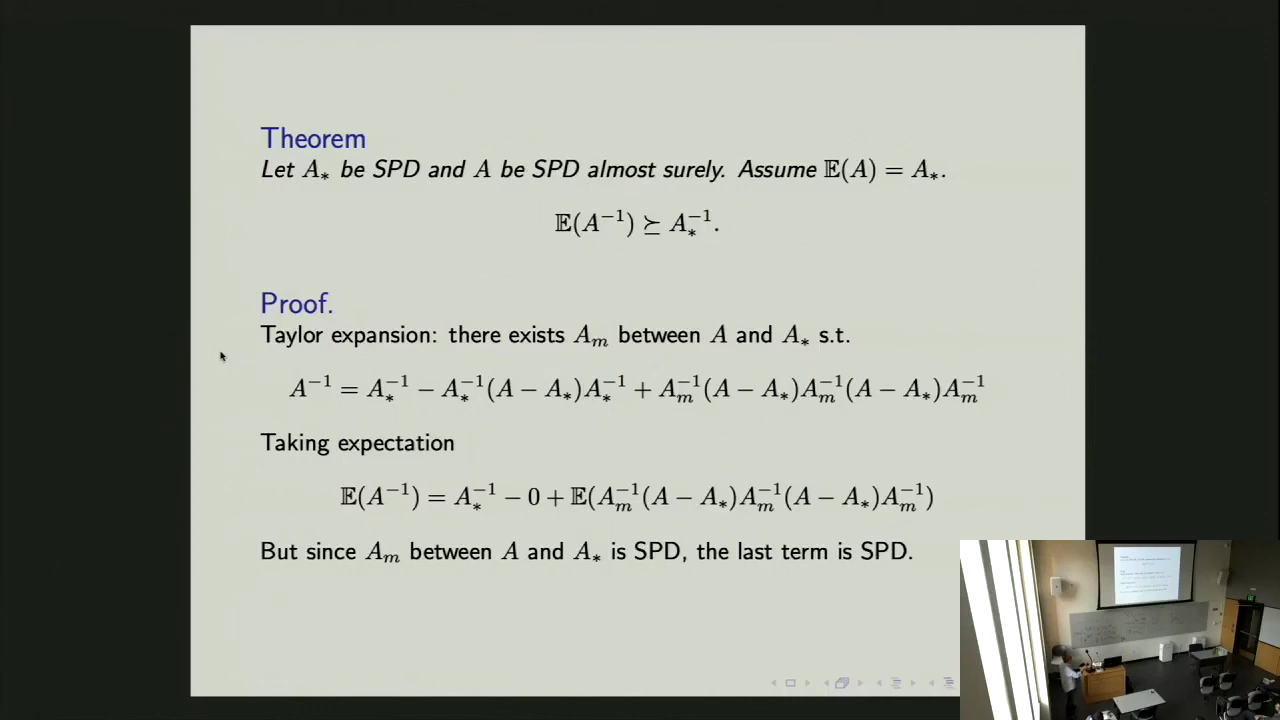 Theorem
Let A_* be SPD and A be SPD almost surely. Assume 𝔼(A) = A_*.
𝔼(A^{-1}) ⪰ A_*^{-1}.
Proof.
Taylor expansion: there exists A_m between A and A_* s.t.
A^{-1} = A_*^{-1} − A_*^{-1}(A − A_*)A_*^{-1} + A_m^{-1}(A − A_*)A_m^{-1}(A − A_*)A_m^{-1}
Taking expectation
𝔼(A^{-1}) = A_*^{-1} − 0 + 𝔼(A_m^{-1}(A − A_*)A_m^{-1}(A − A_*)A_m^{-1})
But since A_m between A and A_* is SPD, the last term is SPD.